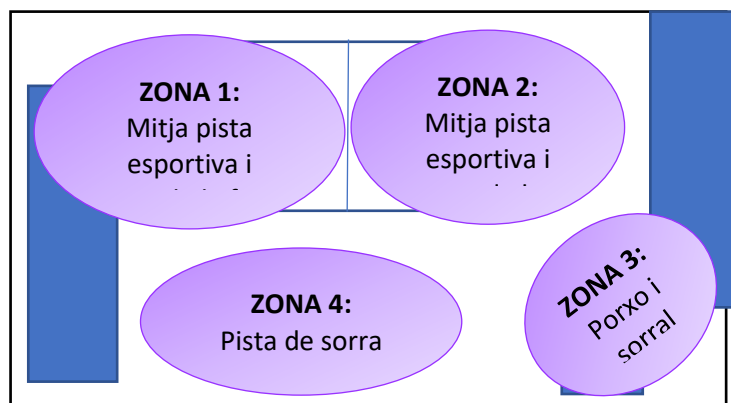 ZONA 1:
Mitja pista
esportiva i
ZONA 2:
Mitja pista
esportiva i
ZONA 3:
Porxo i
sorral
ZONA 4:
Pista de sorra